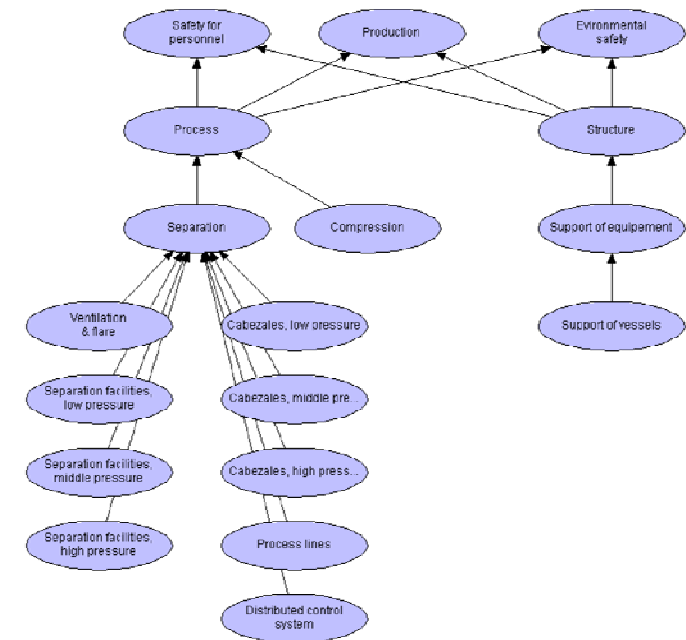 Safety for
personnel
Production
Evironmental
safety
Process
Structure
Separation
Compression
Support of equipement
Ventilation
& flare
Cabezales, low pressure
Support of vessels
Separation facilities,
low pressure
Cabezales, middle pre...
Separation facilities,
middle pressure
Cabezales, high press...
Separation facilities,
high pressure
Process lines
Distributed control
system